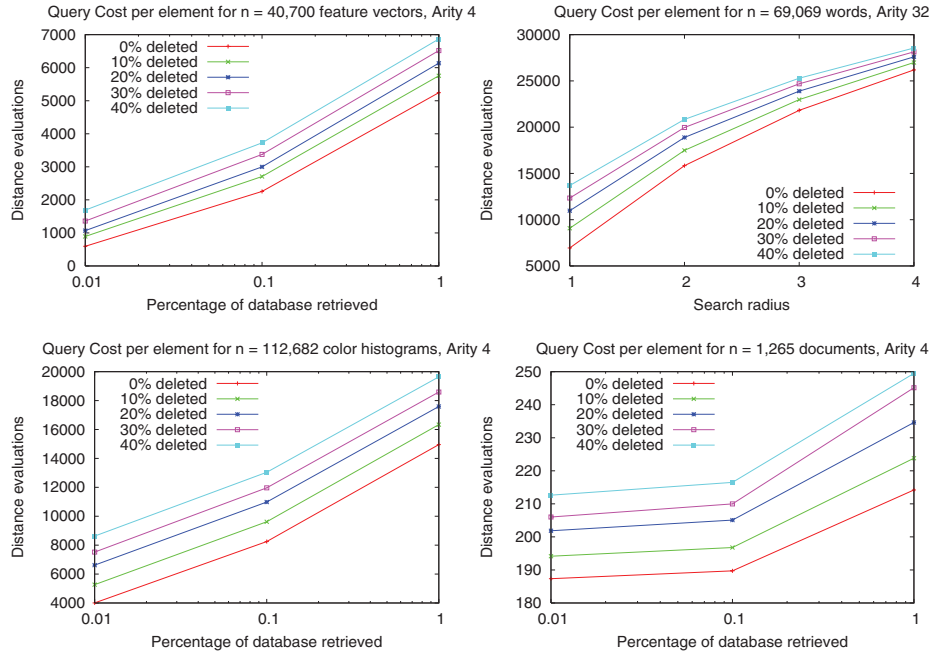 Query Cost per element for n = 40,700 feature vectors, Arity 4
Distance evaluations
7000
6000
5000
4000
3000
2000
1000
0
0% deleted
10% deleted
20% deleted
30% deleted
40% deleted
0.01
0.1
1
Percentage of database retrieved
Query Cost per element for n = 69,069 words, Arity 32
Distance evaluations
30000
25000
20000
15000
10000
5000
0% deleted
10% deleted
20% deleted
30% deleted
40% deleted
1
2
3
4
Search radius
Query Cost per element for n = 112,682 color histograms, Arity 4
Distance evaluations
20000
18000
16000
14000
12000
10000
8000
6000
4000
0% deleted
10% deleted
20% deleted
30% deleted
40% deleted
0.01
0.1
1
Percentage of database retrieved
Query Cost per element for n = 1,265 documents, Arity 4
Distance evaluations
250
240
230
220
210
200
190
180
0% deleted
10% deleted
20% deleted
30% deleted
40% deleted
0.01
0.1
1
Percentage of database retrieved